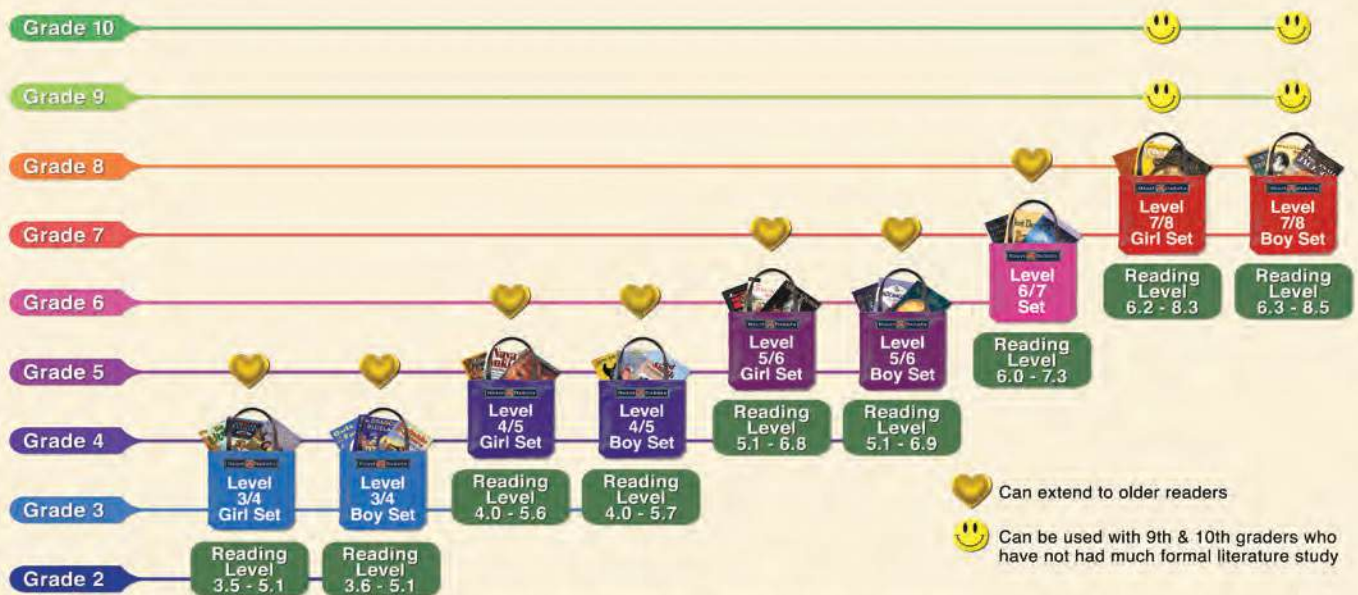 Grade 10
Grade 9
Grade 8
Grade 7
Grade 6
Grade 5
Grade 4
Grade 3
Grade 2
Level
3/4
Girl Set
Reading
Level
3.5 - 5.1
Level
3/4
Boy Set
Reading
Level
3.6 - 5.1
Level
4/5
Girl Set
Reading
Level
4.0 - 5.6
Level
4/5
Boy Set
Reading
Level
4.0 - 5.7
Level
5/6
Girl Set
Reading
Level
5.1 - 6.8
Level
5/6
Boy Set
Reading
Level
5.1 - 6.9
Level
6/7
Set
Reading
Level
6.0 - 7.3
Level
7/8
Girl Set
Reading
Level
6.2 - 8.3
Level
7/8
Boy Set
Reading
Level
6.3 - 8.5
Can extend to older readers
Can be used with 9th & 10th graders who
have not had much formal literature study